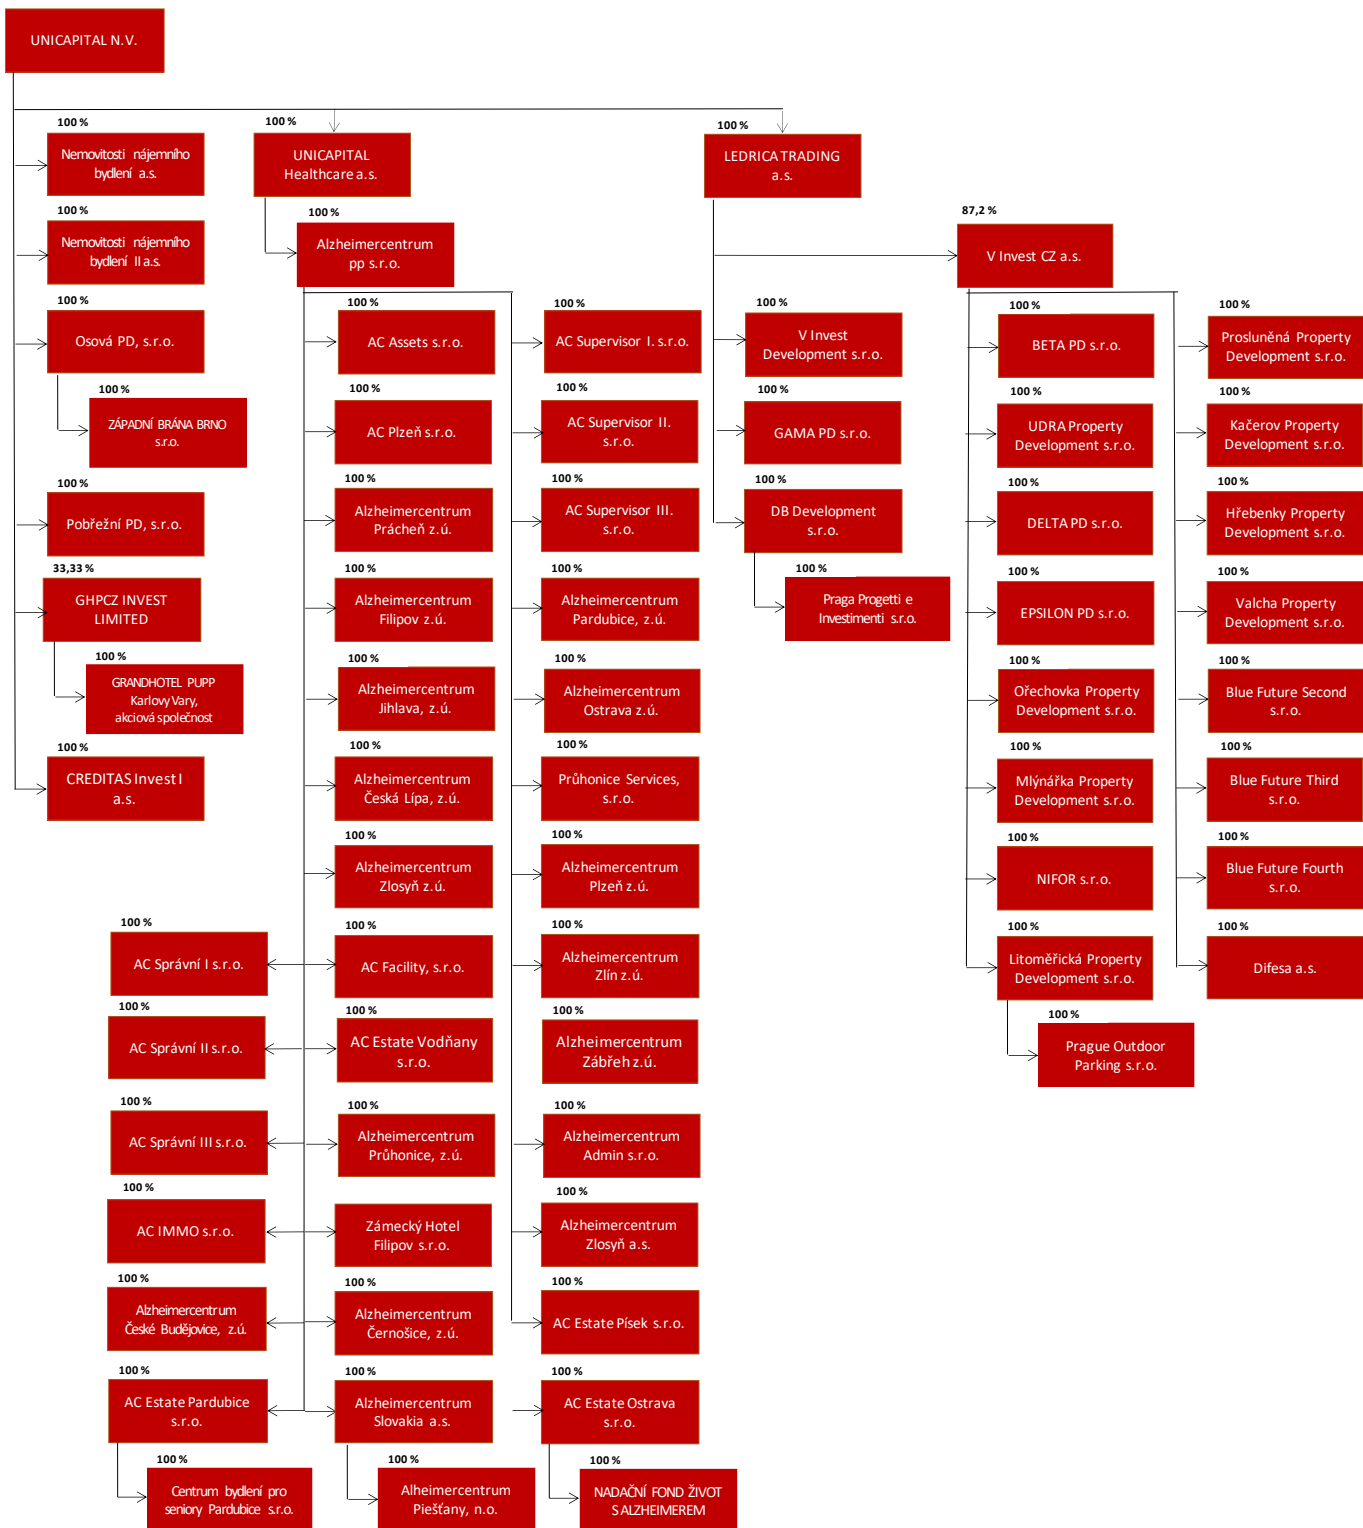 UNICAPITAL N.V.
100 %
Nemovitosti nájemního
bydlení a.s.
100 %
Nemovitosti nájemního
bydlení II a.s.
100 %
Osová PD, s.r.o.
100 %
ZÁPADNÍ BRÁNA BRNO
s.r.o.
100 %
Pobřežní PD, s.r.o.
33,33 %
GHPCZ INVEST
LIMITED
100 %
GRANDHOTEL PUPP
Karlovy Vary,
akciová společnost
100 %
CREDITAS Invest I
a.s.
100 %
UNICAPITAL
Healthcare a.s.
100 %
Alzheimercentrum
pp s.r.o.
100 %
AC Assets s.r.o.
100 %
AC Plzeň s.r.o.
100 %
Alzheimercentrum
Prácheň z.ú.
100 %
Alzheimercentrum
Filipov z.ú.
100 %
Alzheimercentrum
Jihlava, z.ú.
100 %
Alzheimercentrum
Česká Lípa, z.ú.
100 %
Alzheimercentrum
Zlosyň z.ú.
100 %
AC Facility, s.r.o.
100 %
AC Estate Vodňany
s.r.o.
100 %
Alzheimercentrum
Průhonice, z.ú.
100 %
Zámecký Hotel
Filipov s.r.o.
100 %
Alzheimercentrum
Černošice, z.ú.
100 %
Alzheimercentrum
Slovakia a.s.
100 %
Alheimercentrum
Piešťany, n.o.
100 %
AC Správní I s.r.o.
100 %
AC Správní II s.r.o.
100 %
AC Správní III s.r.o.
100 %
AC IMMO s.r.o.
100 %
Alzheimercentrum
České Budějovice, z.ú.
100 %
AC Estate Pardubice
s.r.o.
100 %
Centrum bydlení pro
seniory Pardubice s.r.o.
100 %
AC Supervisor I. s.r.o.
100 %
AC Supervisor II.
s.r.o.
100 %
AC Supervisor III.
s.r.o.
100 %
Alzheimercentrum
Pardubice, z.ú.
100 %
Alzheimercentrum
Ostrava z.ú.
100 %
Průhonice Services,
s.r.o.
100 %
Alzheimercentrum
Plzeň z.ú.
100 %
Alzheimercentrum
Zlín z.ú.
100 %
Alzheimercentrum
Zábřeh z.ú.
100 %
Alzheimercentrum
Admin s.r.o.
100 %
Alzheimercentrum
Zlosyň a.s.
100 %
AC Estate Písek s.r.o.
100 %
AC Estate Ostrava
s.r.o.
100 %
NADAČNÍ FOND ŽIVOT
S ALZHEIMEREM
100 %
LEDRICA TRADING
a.s.
100 %
V Invest
Development s.r.o.
100 %
GAMA PD s.r.o.
100 %
DB Development
s.r.o.
100 %
Praga Progetti e
Investimenti s.r.o.
87,2 %
V Invest CZ a.s.
100 %
BETA PD s.r.o.
100 %
UDRA Property
Development s.r.o.
100 %
DELTA PD s.r.o.
100 %
EPSILON PD s.r.o.
100 %
Ořechovka Property
Development s.r.o.
100 %
Mlýnářka Property
Development s.r.o.
100 %
NIFOR s.r.o.
100 %
Litoměřická Property
Development s.r.o.
100 %
Prague Outdoor
Parking s.r.o.
100 %
Prosluněná Property
Development s.r.o.
100 %
Kačerov Property
Development s.r.o.
100 %
Hřebenky Property
Development s.r.o.
100 %
Valcha Property
Development s.r.o.
100 %
Blue Future Second
s.r.o.
100 %
Blue Future Third
s.r.o.
100 %
Blue Future Fourth
s.r.o.
100 %
Difesa a.s.